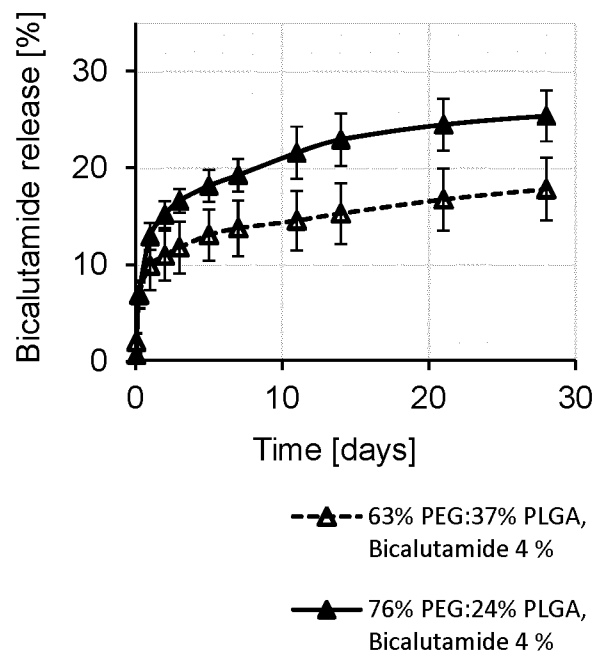 Bicalutamide release [%]
30
20
10
0
0 10 20 30
Time [days]
63% PEG:37% PLGA,
Bicalutamide 4 %
76% PEG:24% PLGA,
Bicalutamide 4 %